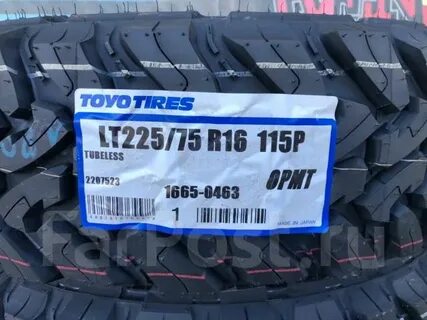 TOYO TIRES
LT225/75 R16 115P
TUBELESS
OPMT
2207523
1665-0463
1
MADE IN JAPAN
FarPost.ru